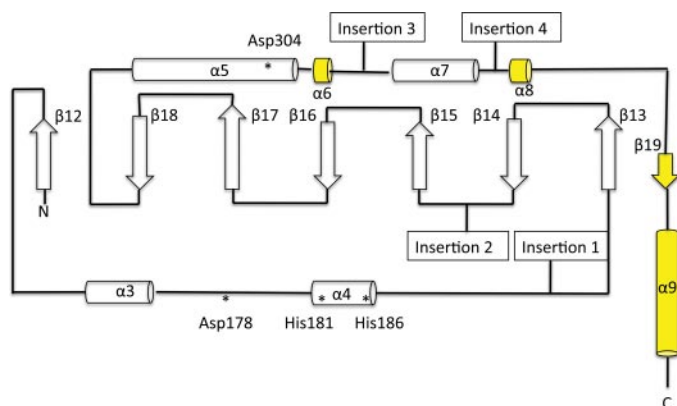 Insertion 3
Insertion 4
Asp304
*
α5
α6
α7
α8
β12
β18
β17
β16
β15
β14
β13
β19
N
Insertion 2
Insertion 1
α3
α4
α9
*
*
*
Asp178
His181
His186
C